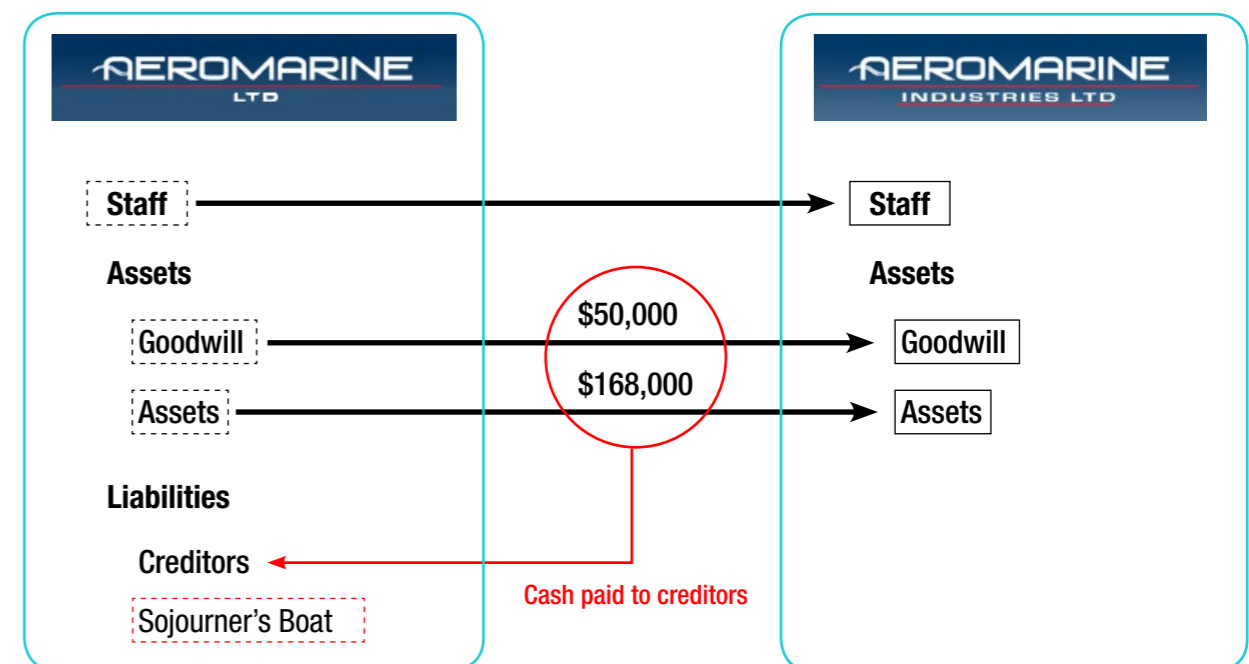 AEROMARINE
LTD
AEROMARINE
INDUSTRIES LTD
Staff
Staff
Assets
Assets
$50,000
Goodwill
Goodwill
$168,000
Assets
Assets
Liabilities
Creditors
Cash paid to creditors
Sojourner’s Boat